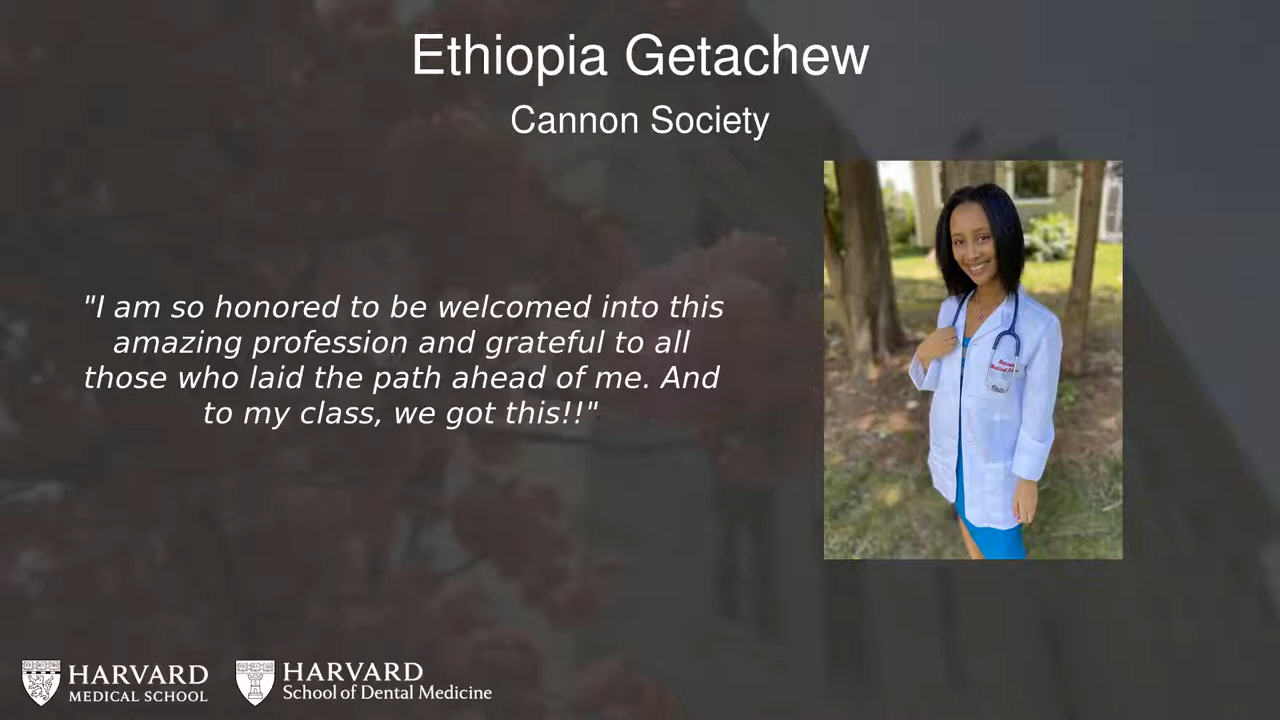 Ethiopia Getachew
Cannon Society
"I am so honored to be welcomed into this
amazing profession and grateful to all
those who laid the path ahead of me. And
to my class, we got this!!"
HARVARD
MEDICAL SCHOOL
HARVARD
School of Dental Medicine